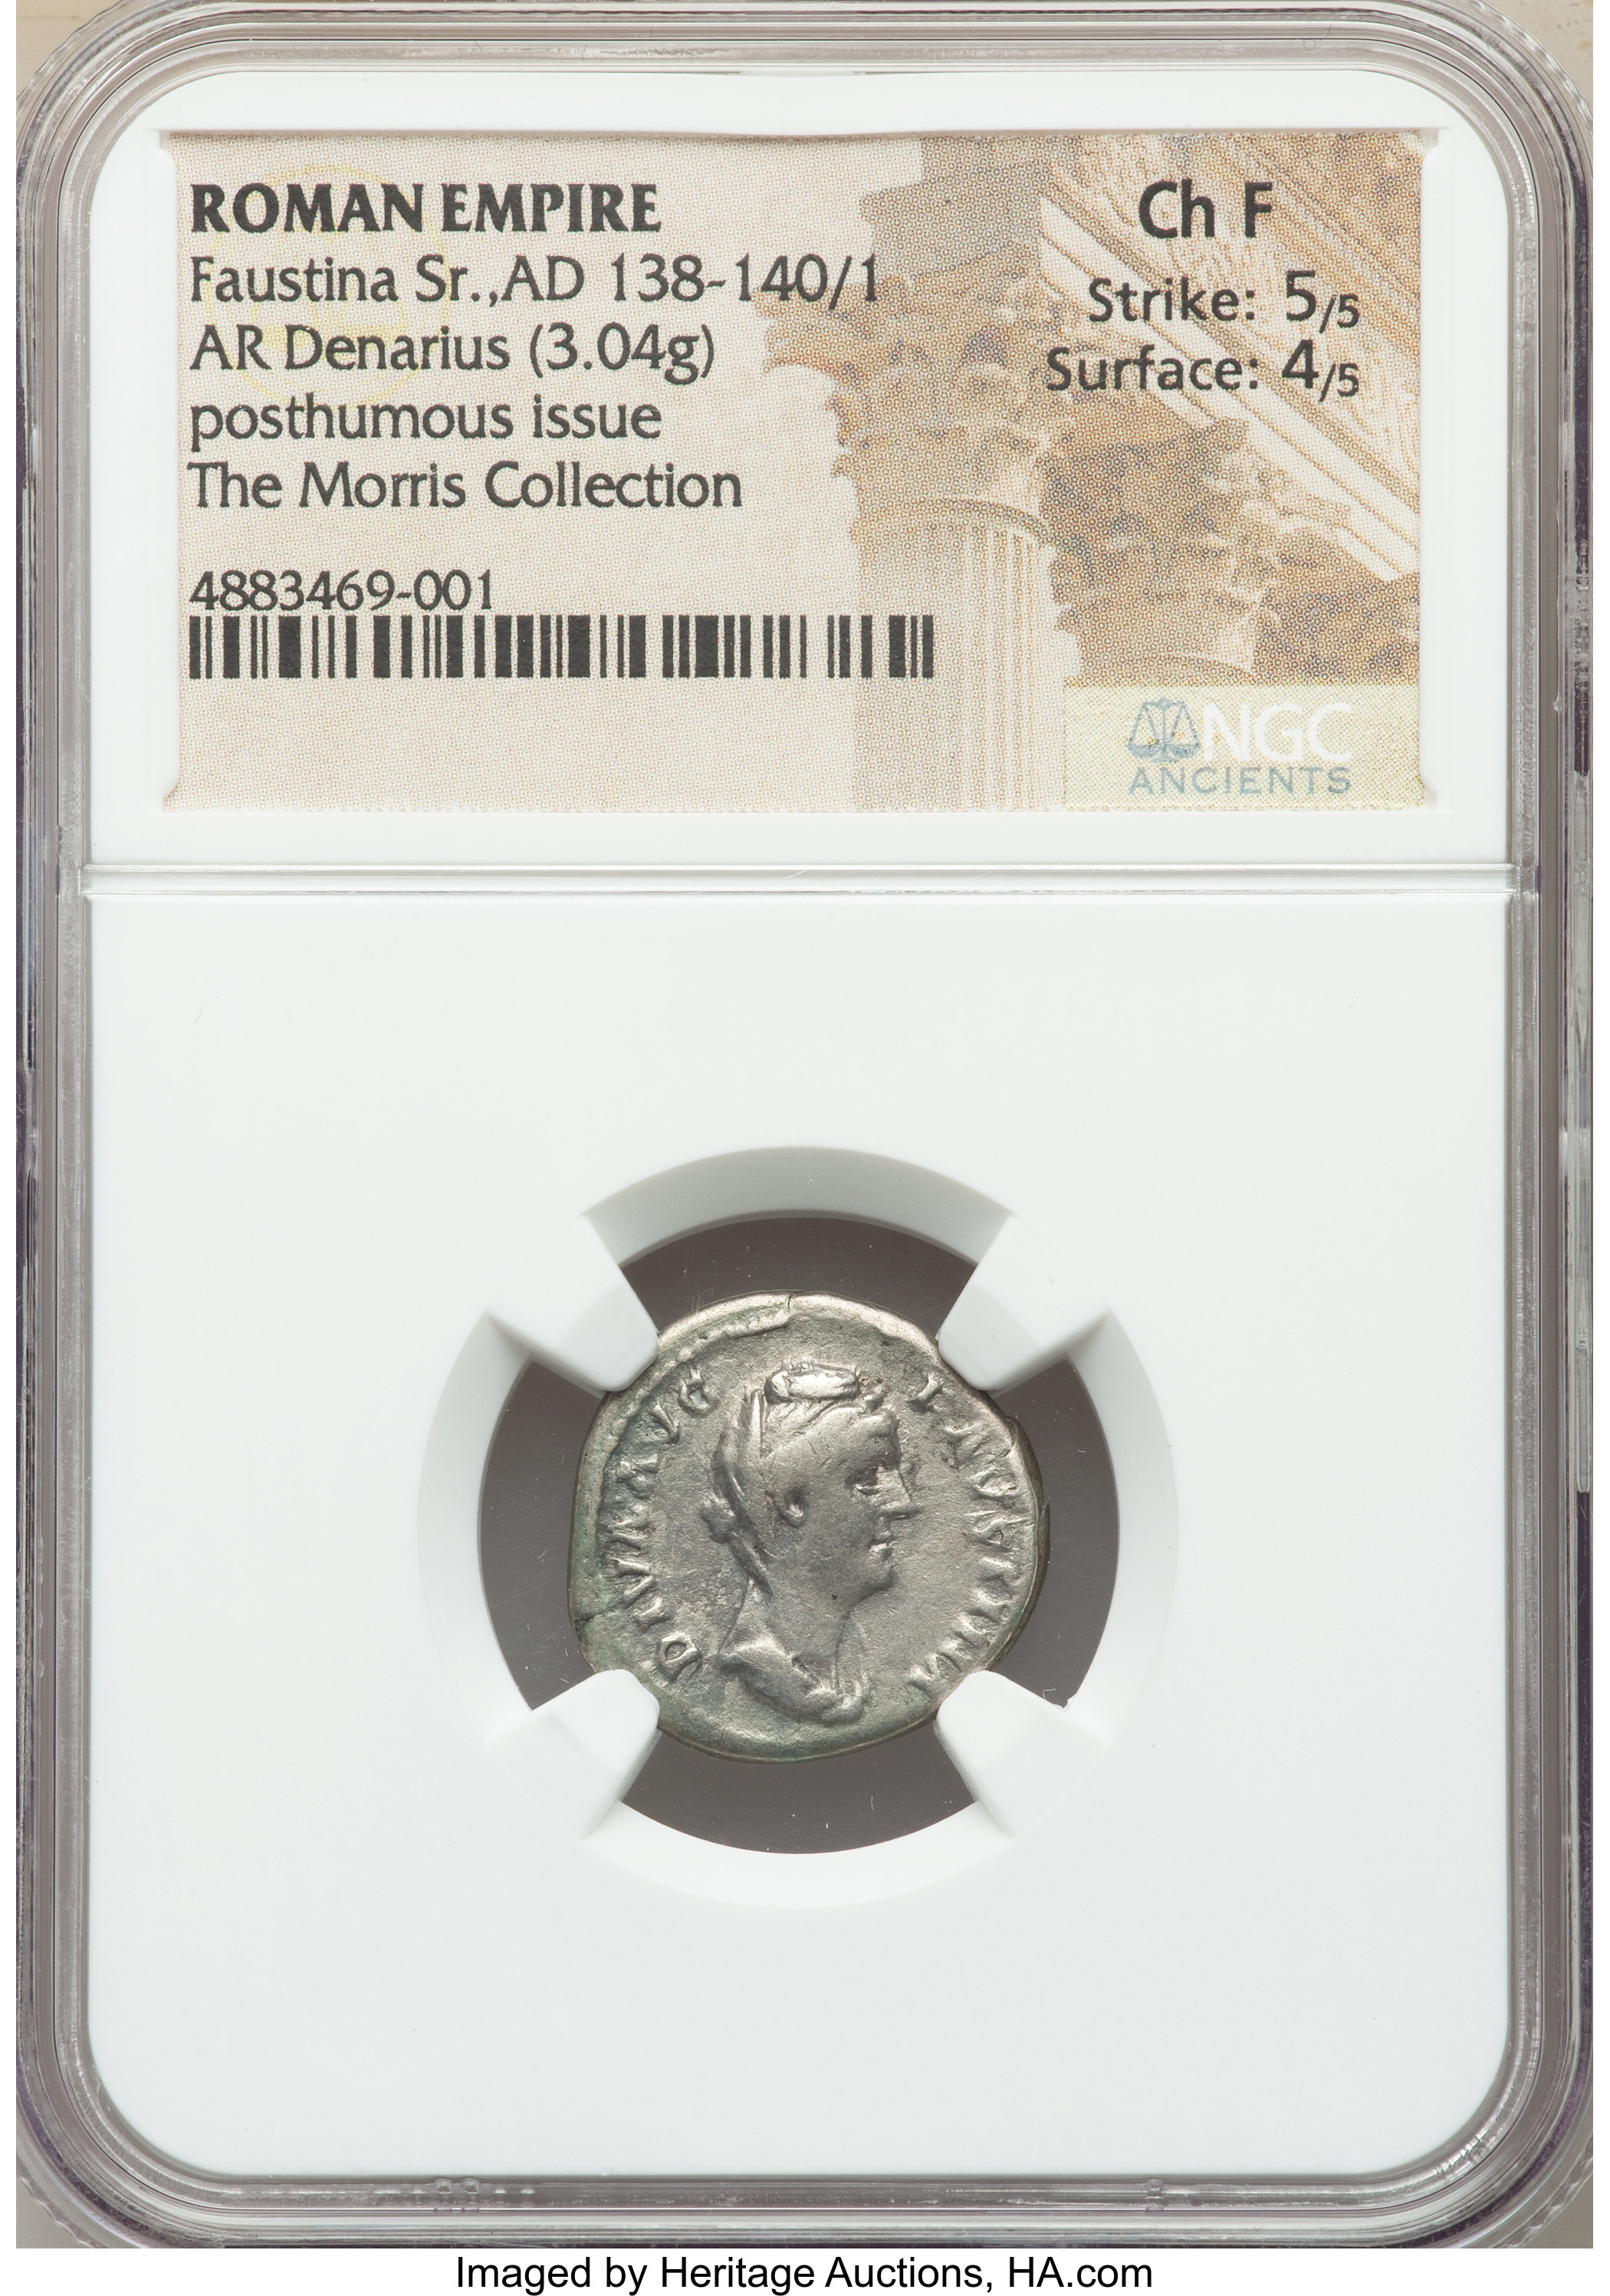 ROMAN EMPIRE
Ch F
Faustina Sr.,AD 138-140/1
Strike: 5/5
AR Denarius (3.04g)
Surface: 4/5
posthumous issue
The Morris Collection
4883469-001
NGC
ANCIENTS
DIVA AVG FAVSTINA
Imaged by Heritage Auctions, HA.com